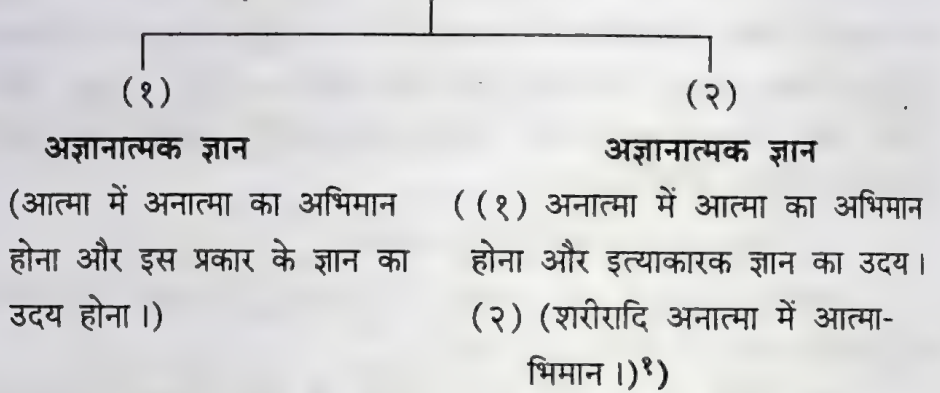 (१)
अज्ञानात्मक ज्ञान
(आत्मा में अनात्मा का अभिमान
होना और इस प्रकार के ज्ञान का
उदय होना ।)
(२)
अज्ञानात्मक ज्ञान
((१) अनात्मा में आत्मा का अभिमान
होना और इत्याकारक ज्ञान का उदय ।
(२) (शरीरादि अनात्मा में आत्मा-
भिमान ।)१)